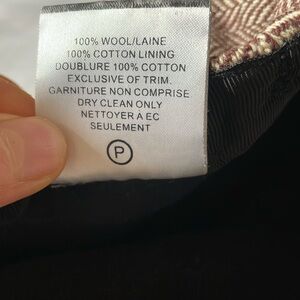 100% WOOL/LAINE
100% COTTON LINING
DOUBLURE 100% COTTON
EXCLUSIVE OF TRIM.
GARNITURE NON COMPRISE
DRY CLEAN ONLY
NETTOYER A EC
SEULEMENT
P